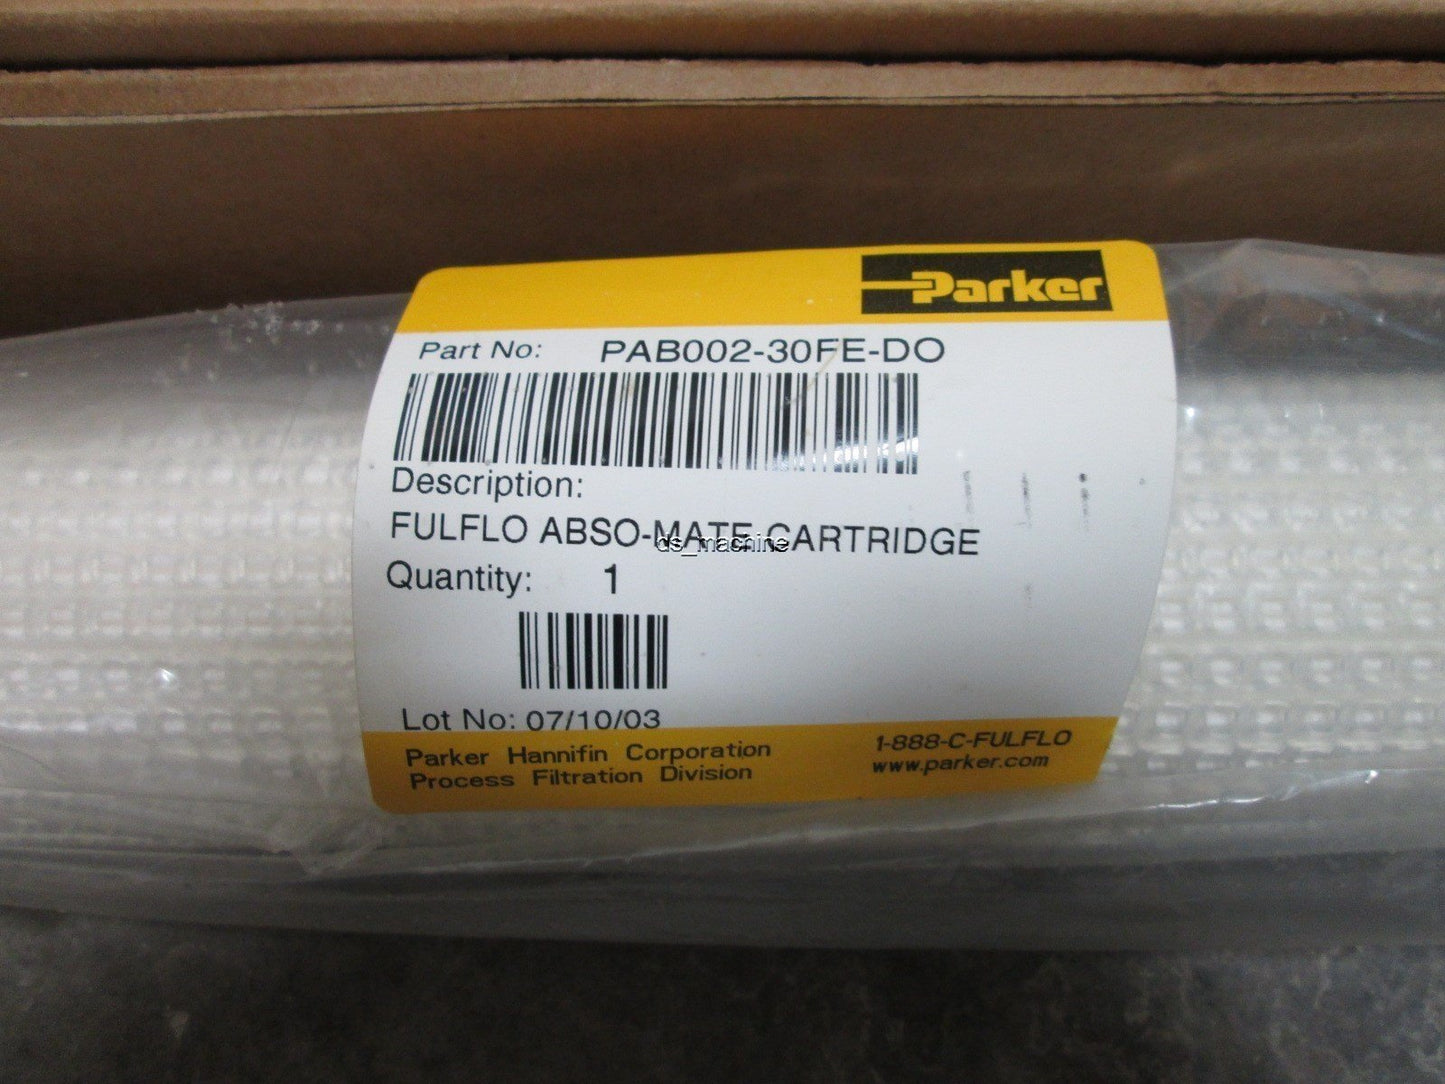 Parker
Part No: PAB002-30FE-DO
Description:
FULFLO ABSO-MATE CARTRIDGE
ds_machine
Quantity: 1
Lot No: 07/10/03
Parker Hannifin Corporation
Process Filtration Division
1-888-C-FULFLO
www.parker.com